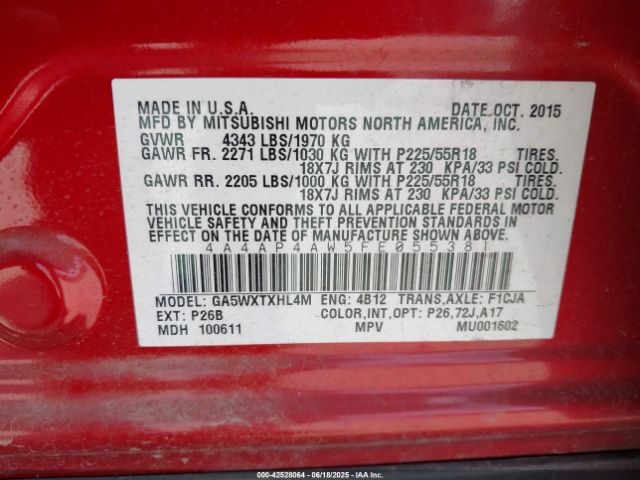 MADE IN U.S.A. DATE OCT. 2015
MFD BY MITSUBISHI MOTORS NORTH AMERICA, INC.
GVWR 4343 LBS/1970 KG
GAWR FR. 2271 LBS/1030 KG WITH P225/55R18 TIRES.
18X7J RIMS AT 230 KPA/33 PSI COLD.
GAWR RR. 2205 LBS/1000 KG WITH P225/55R18 TIRES.
18X7J RIMS AT 230 KPA/33 PSI COLD.
THIS VEHICLE CONFORMS TO ALL APPLICABLE FEDERAL MOTOR
VEHICLE SAFETY AND THEFT PREVENTION STANDARDS IN
EFFECT ON THE DATE OF MANUFACTURE SHOWN ABOVE.
4A4AP4AW5FE055381
MODEL: GA5WXTXHL4M ENG: 4B12 TRANS,AXLE: F1CJA
EXT: P26B COLOR,INT,OPT: P26,72J,A17
MDH 100611 MPV MU001602
000-42528064 - 06/18/2025 - IAA Inc.